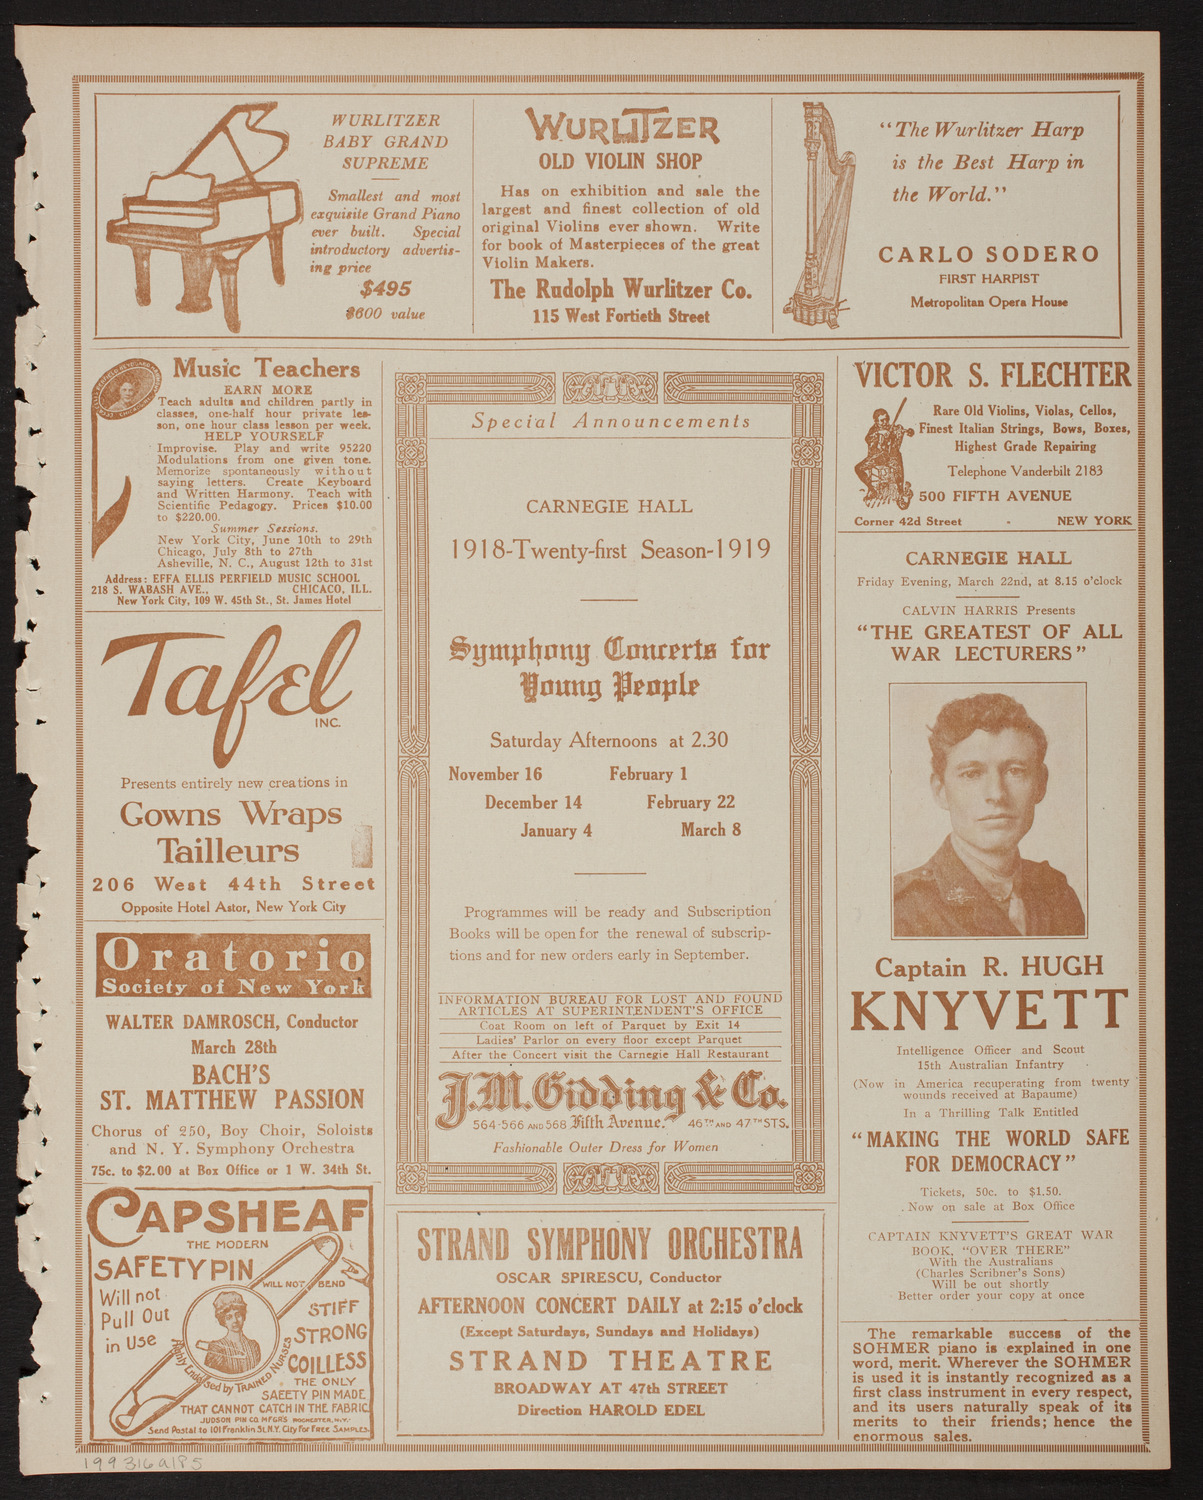 WURLITZER
BABY GRAND
SUPREME
Smallest and most
exquisite Grand Piano
ever built. Special
introductory advertis-
ing price
$495
$600 value
WURLITZER
OLD VIOLIN SHOP
Has on exhibition and sale the
largest and finest collection of old
original Violins ever shown. Write
for book of Masterpieces of the great
Violin Makers.
The Rudolph Wurlitzer Co.
115 West Fortieth Street
"The Wurlitzer Harp
is the Best Harp in
the World."
CARLO SODERO
FIRST HARPIST
Metropolitan Opera House
Music Teachers
EARN MORE
Teach adults and children partly in
classes, one-half hour private les-
son, one hour class lesson per week.
HELP YOURSELF
Improvise. Play and write 95220
Modulations from one given tone.
Memorize spontaneously without
saying letters. Create Keyboard
and Written Harmony. Teach with
Scientific Pedagogy. Prices $10.00
to $220.00.
Summer Sessions.
New York City, June 10th to 29th
Chicago, July 8th to 27th
Asheville, N. C., August 12th to 31st
Address: EFFA ELLIS PERFIELD MUSIC SCHOOL
218 S. WABASH AVE., CHICACO, ILL.
New York City, 109 W. 45th St., St. James Hotel
Tafel
INC.
Presents entirely new creations in
Gowns Wraps
Tailleurs
206 West 44th Street
Opposite Hotel Astor, New York City
Oratorio
Society of New York
WALTER DAMROSCH, Conductor
March 28th
BACH'S
ST. MATTHEW PASSION
Chorus of 250, Boy Choir, Soloists
and N. Y. Symphony Orchestra
75c. to $2.00 at Box Office or 1 W. 34th St.
CAPSHEAF
THE MODERN
SAFETY PIN
WILL NOT BEND
Will not
Pull Out
in Use
STIFF
STRONG
COILLESS
Highly Endorsed by TRAINED NURSES
THE ONLY
SAFETY PIN MADE
THAT CANNOT CATCH IN THE FABRIC.
JUDSON PIN CO. MFGRS ROCHESTER, N.Y.
Send Postal to 101 Franklin St. N.Y. City For FREE SAMPLES.
Special Announcements
CARNEGIE HALL
1918-Twenty-first Season-1919
Symphony Concerts for
Young People
Saturday Afternoons at 2.30
November 16 February 1
December 14 February 22
January 4 March 8
Programmes will be ready and Subscription
Books will be open for the renewal of subscrip-
tions and for new orders early in September.
INFORMATION BUREAU FOR LOST AND FOUND
ARTICLES AT SUPERINTENDENT'S OFFICE
Coat Room on left of Parquet by Exit 14
Ladies' Parlor on every floor except Parquet
After the Concert visit the Carnegie Hall Restaurant
J.M. Gidding & Co.
564-566 AND 568 Fifth Avenue. 46TH AND 47TH STS.
Fashionable Outer Dress for Women
STRAND SYMPHONY ORCHESTRA
OSCAR SPIRESCU, Conductor
AFTERNOON CONCERT DAILY at 2:15 o'clock
(Except Saturdays, Sundays and Holidays)
STRAND THEATRE
BROADWAY AT 47th STREET
Direction HAROLD EDEL
VICTOR S. FLECHTER
Rare Old Violins, Violas, Cellos,
Finest Italian Strings, Bows, Boxes,
Highest Grade Repairing
Telephone Vanderbilt 2183
500 FIFTH AVENUE
Corner 42d Street - NEW YORK
CARNEGIE HALL
Friday Evening, March 22nd, at 8.15 o'clock
CALVIN HARRIS Presents
"THE GREATEST OF ALL
WAR LECTURERS"
Captain R. HUGH
KNYVETT
Intelligence Officer and Scout
15th Australian Infantry
(Now in America recuperating from twenty
wounds received at Bapaume)
In a Thrilling Talk Entitled
"MAKING THE WORLD SAFE
FOR DEMOCRACY"
Tickets, 50c. to $1.50.
Now on sale at Box Office
CAPTAIN KNYVETT'S GREAT WAR
BOOK, "OVER THERE"
With the Australians
(Charles Scribner's Sons)
Will be out shortly
Better order your copy at once
The remarkable success of the
SOHMER piano is explained in one
word, merit. Wherever the SOHMER
is used it is instantly recognized as a
first class instrument in every respect,
and its users naturally speak of its
merits to their friends; hence the
enormous sales.